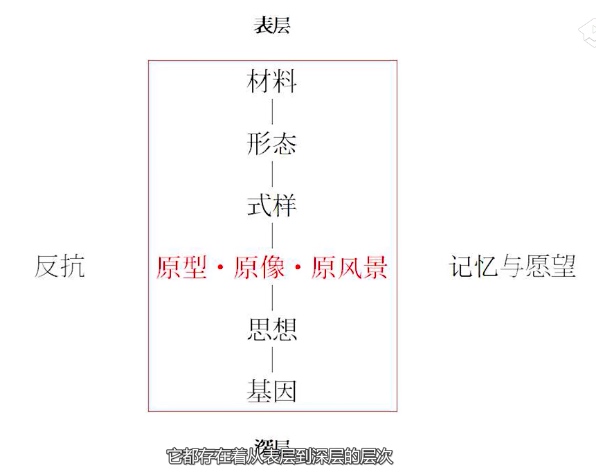 表层
材料
形态
式样
反抗 原型·原像·原风景 记忆与愿望
思想
基因
深层
它都存在着从表层到深层的层次